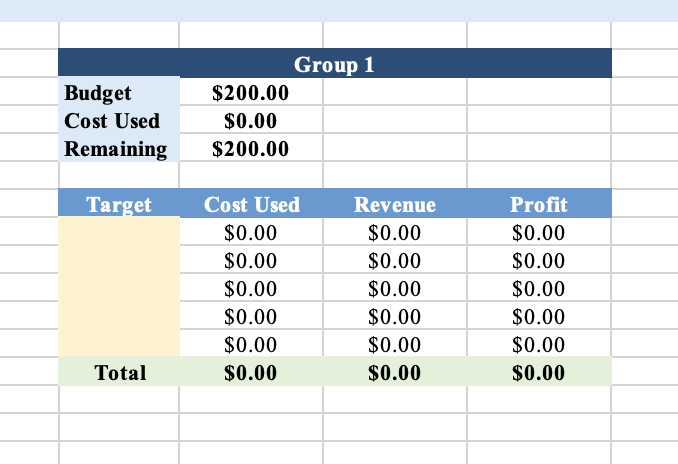 Group 1
Budget $200.00
Cost Used $0.00
Remaining $200.00
Target Cost Used Revenue Profit
$0.00 $0.00 $0.00
$0.00 $0.00 $0.00
$0.00 $0.00 $0.00
$0.00 $0.00 $0.00
$0.00 $0.00 $0.00
Total $0.00 $0.00 $0.00